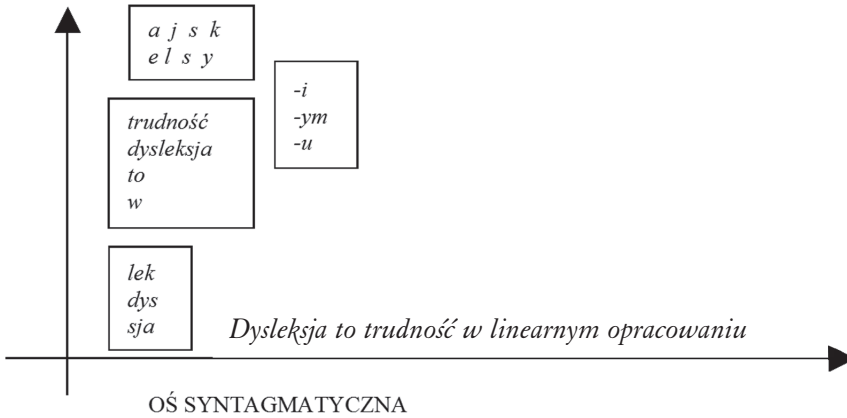 a j s k
e l s y
-i
-ym
-u
trudność
dysleksja
to
w
lek
dys
sja
Dysleksja to trudność w linearnym opracowaniu
OŚ SYNTAGMATYCZNA